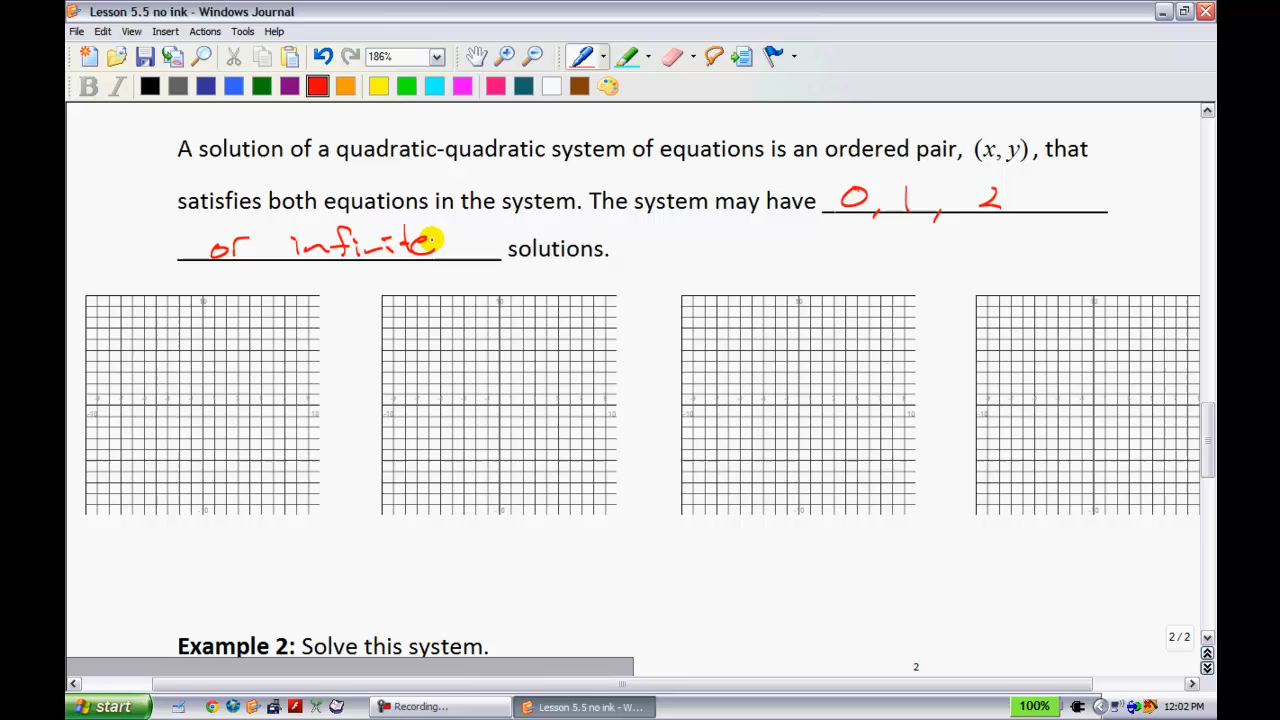 Lesson 5.5 no ink - Windows Journal
File Edit View Insert Actions Tools Help
186%
B I
A solution of a quadratic-quadratic system of equations is an ordered pair, (x, y), that
satisfies both equations in the system. The system may have 0, 1, 2
or infinite solutions.
Example 2: Solve this system.
2/2
2
start Recording... Lesson 5.5 no ink - W... 100% 12:02 PM